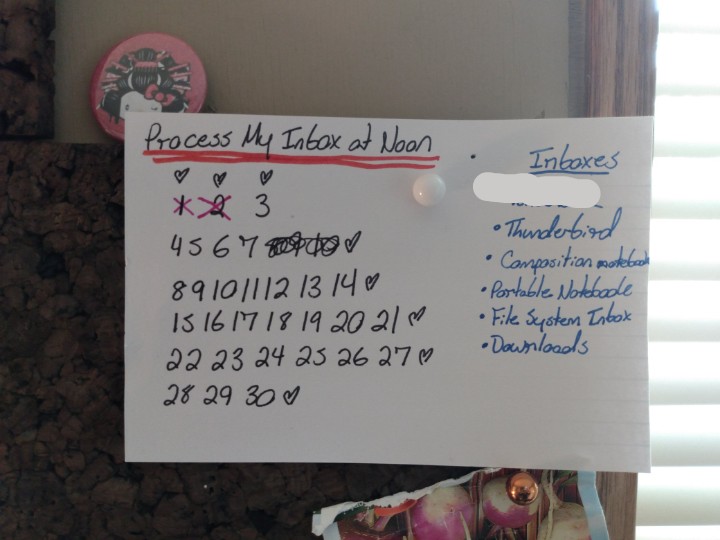 Process My Inbox at Noon
♡ ♡ ♡
1 2 3
4 5 6 7 ♡
8 9 10 11 12 13 14 ♡
15 16 17 18 19 20 21 ♡
22 23 24 25 26 27 ♡
28 29 30 ♡
Inboxes
• Thunderbird
• Composition notebook
• Portable Notebook
• File System Inbox
• Downloads